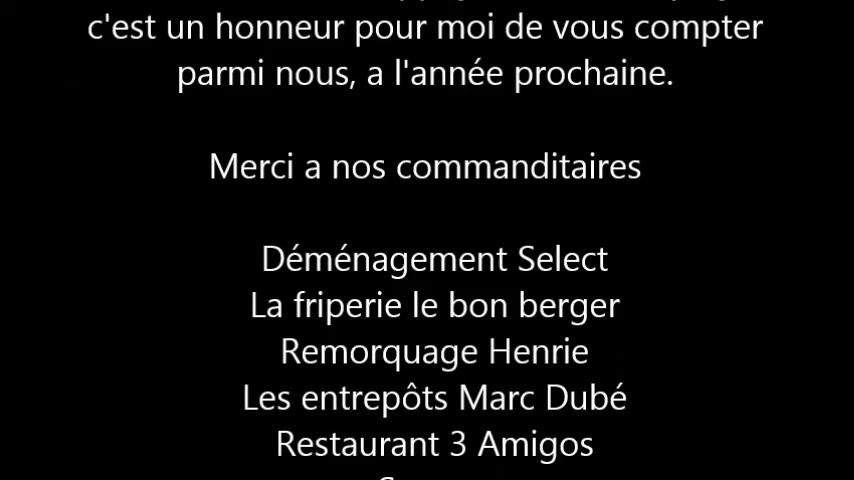 c'est un honneur pour moi de vous compter
parmi nous, a l'année prochaine.
Merci a nos commanditaires
Déménagement Select
La friperie le bon berger
Remorquage Henrie
Les entrepôts Marc Dubé
Restaurant 3 Amigos